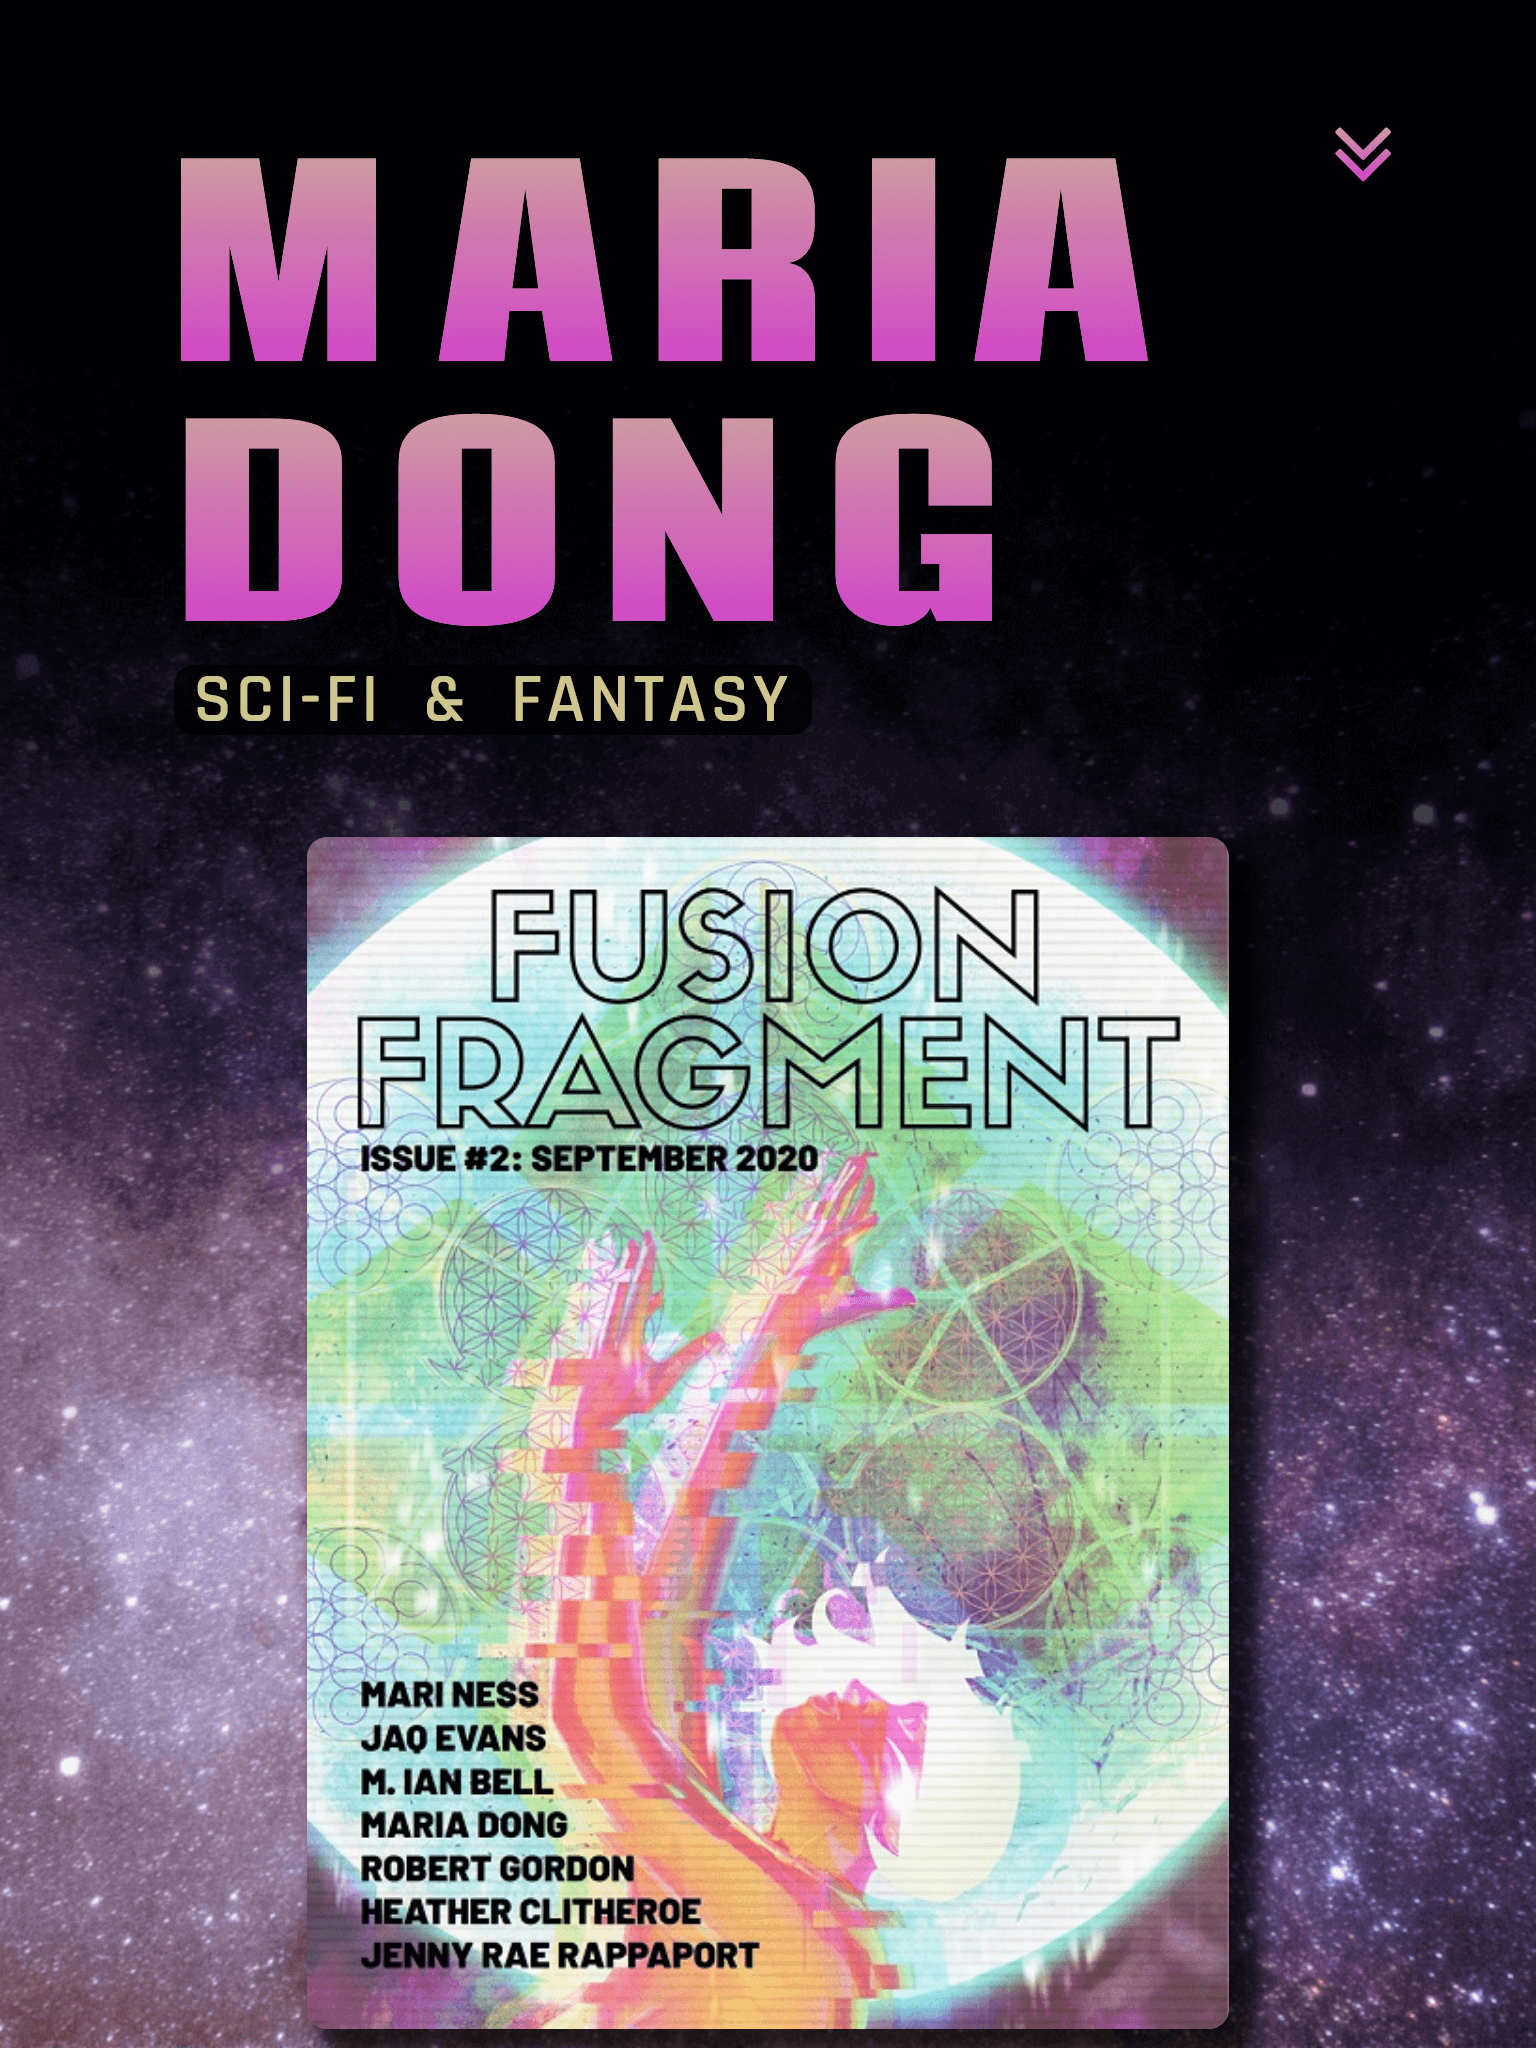 MARIA
DONG
SCI-FI & FANTASY
FUSION
FRAGMENT
ISSUE #2: SEPTEMBER 2020
MARI NESS
JAQ EVANS
M. IAN BELL
MARIA DONG
ROBERT GORDON
HEATHER CLITHEROE
JENNY RAE RAPPAPORT